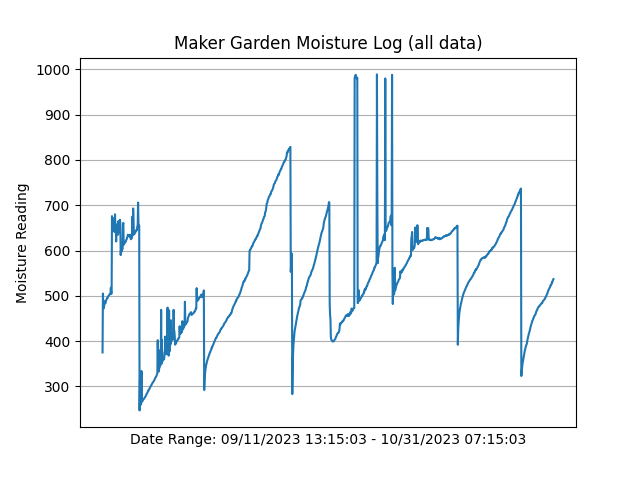 Maker Garden Moisture Log (all data)
1000
900
800
700
600
500
400
300
Moisture Reading
Date Range: 09/11/2023 13:15:03 - 10/31/2023 07:15:03